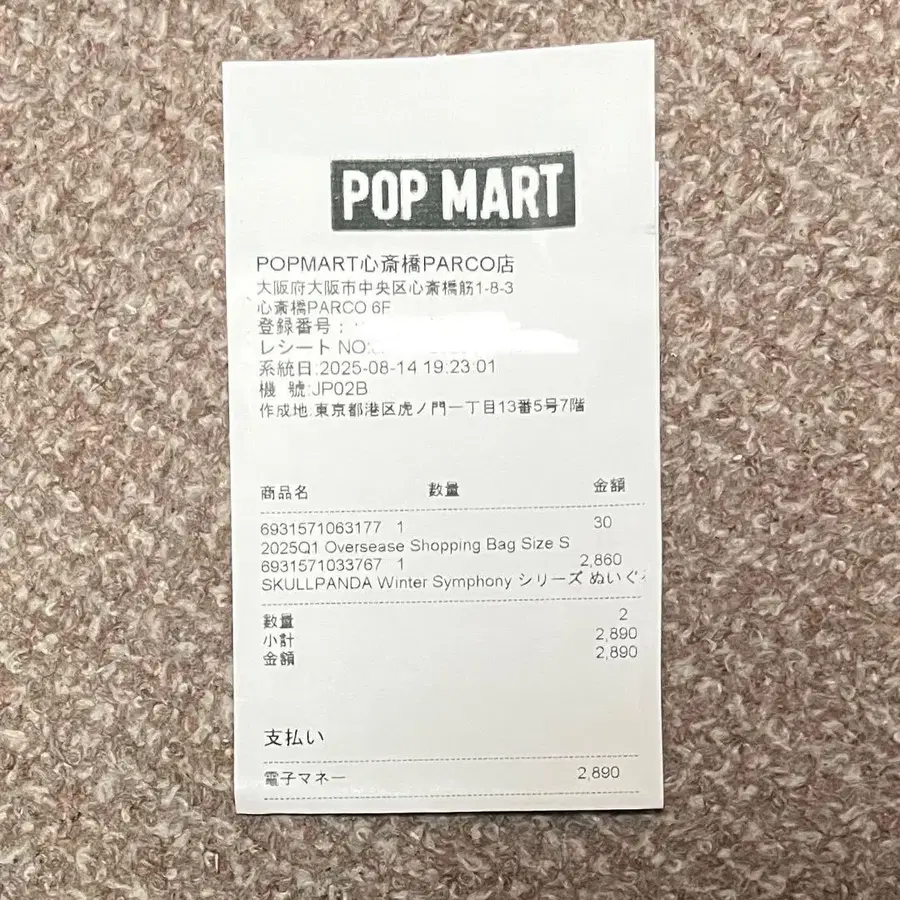 POP MART
POPMART心斎橋PARCO店
大阪府大阪市中央区心斎橋筋1-8-3
心斎橋PARCO 6F
登録番号：
レシート NO:
系統日:2025-08-14 19:23:01
機 號:JP02B
作成地:東京都港区虎ノ門一丁目13番5号7階
商品名 數量 金額
6931571063177 1 30
2025Q1 Oversease Shopping Bag Size S
6931571033767 1 2,860
SKULLPANDA Winter Symphony シリーズ ぬいぐ
數量 2
小計 2,890
金額 2,890
支払い
電子マネー 2,890